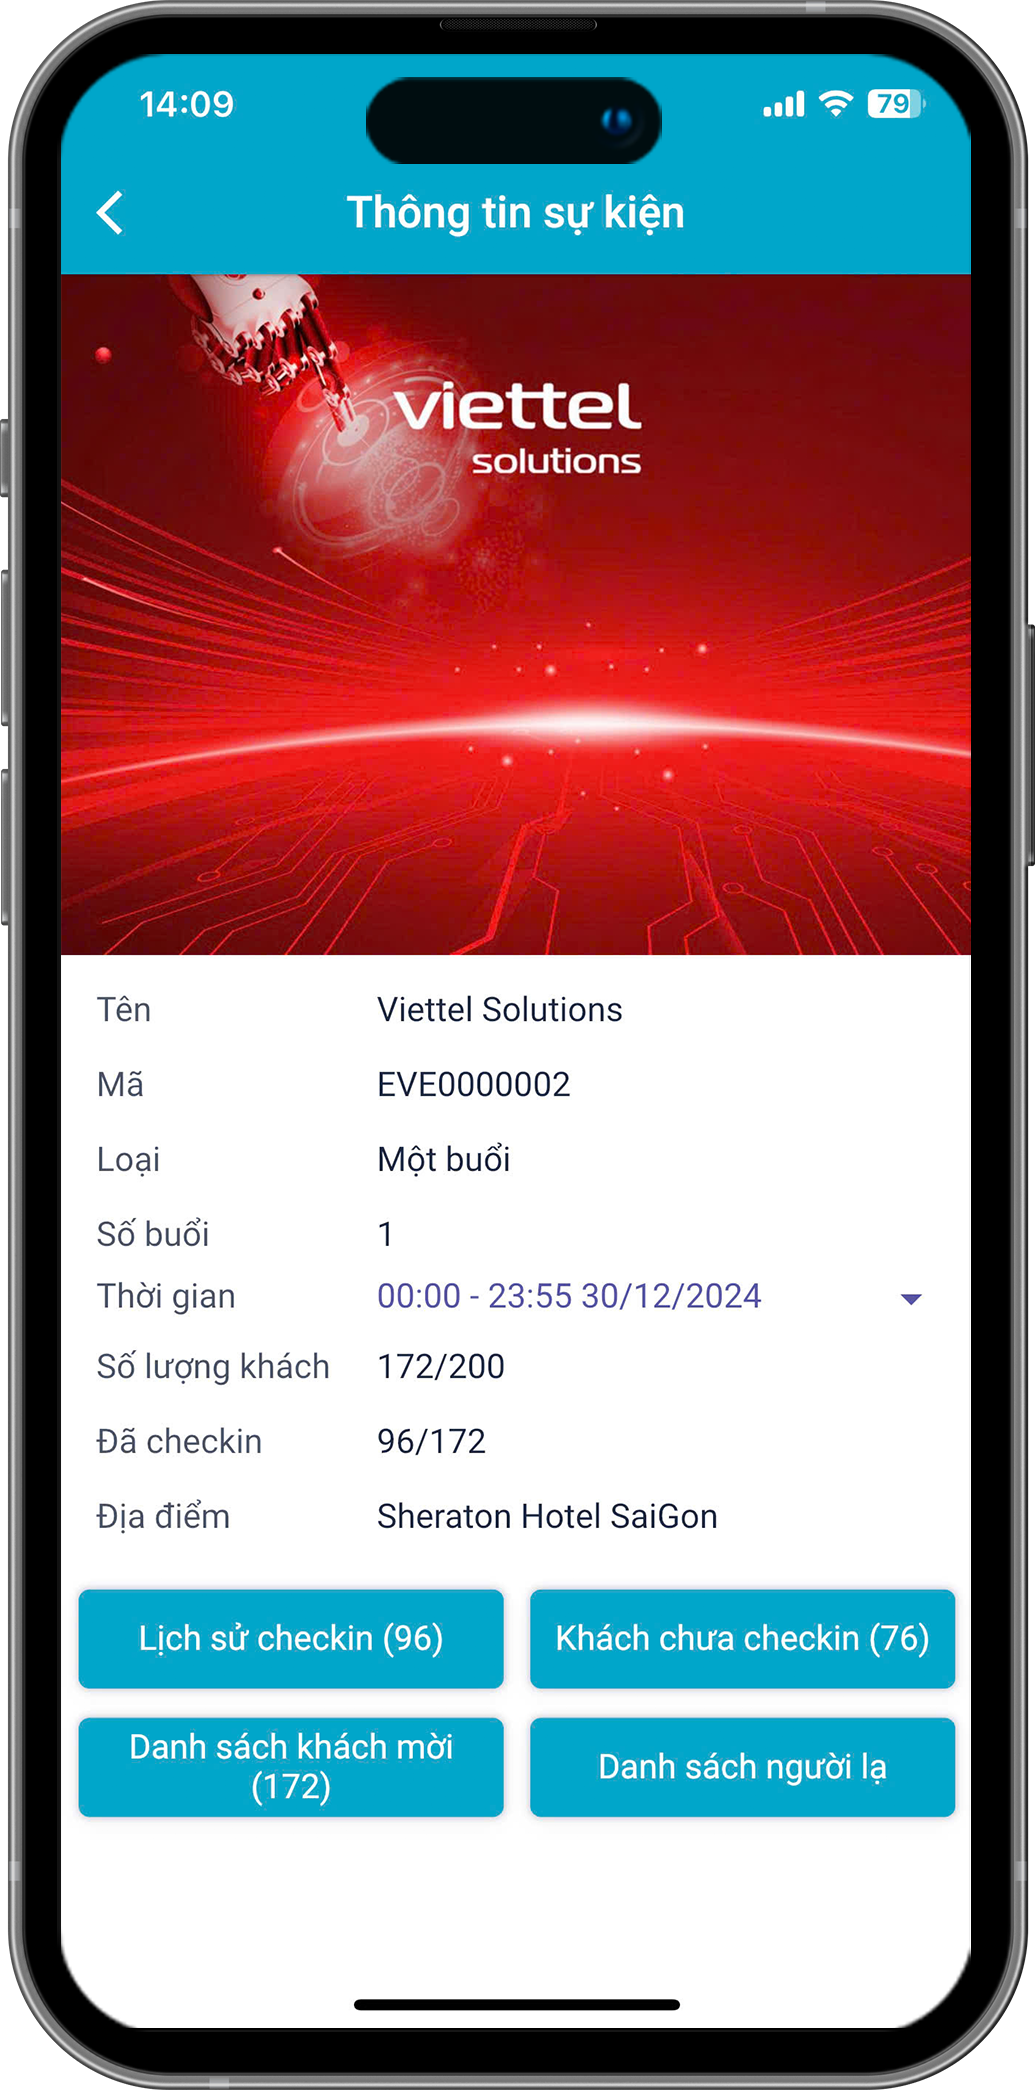 14:09
79
Thông tin sự kiện
viettel
solutions
Tên Viettel Solutions
Mã EVE0000002
Loại Một buổi
Số buổi 1
Thời gian 00:00 - 23:55 30/12/2024
Số lượng khách 172/200
Đã checkin 96/172
Địa điểm Sheraton Hotel SaiGon
Lịch sử checkin (96)
Khách chưa checkin (76)
Danh sách khách mời
(172)
Danh sách người lạ